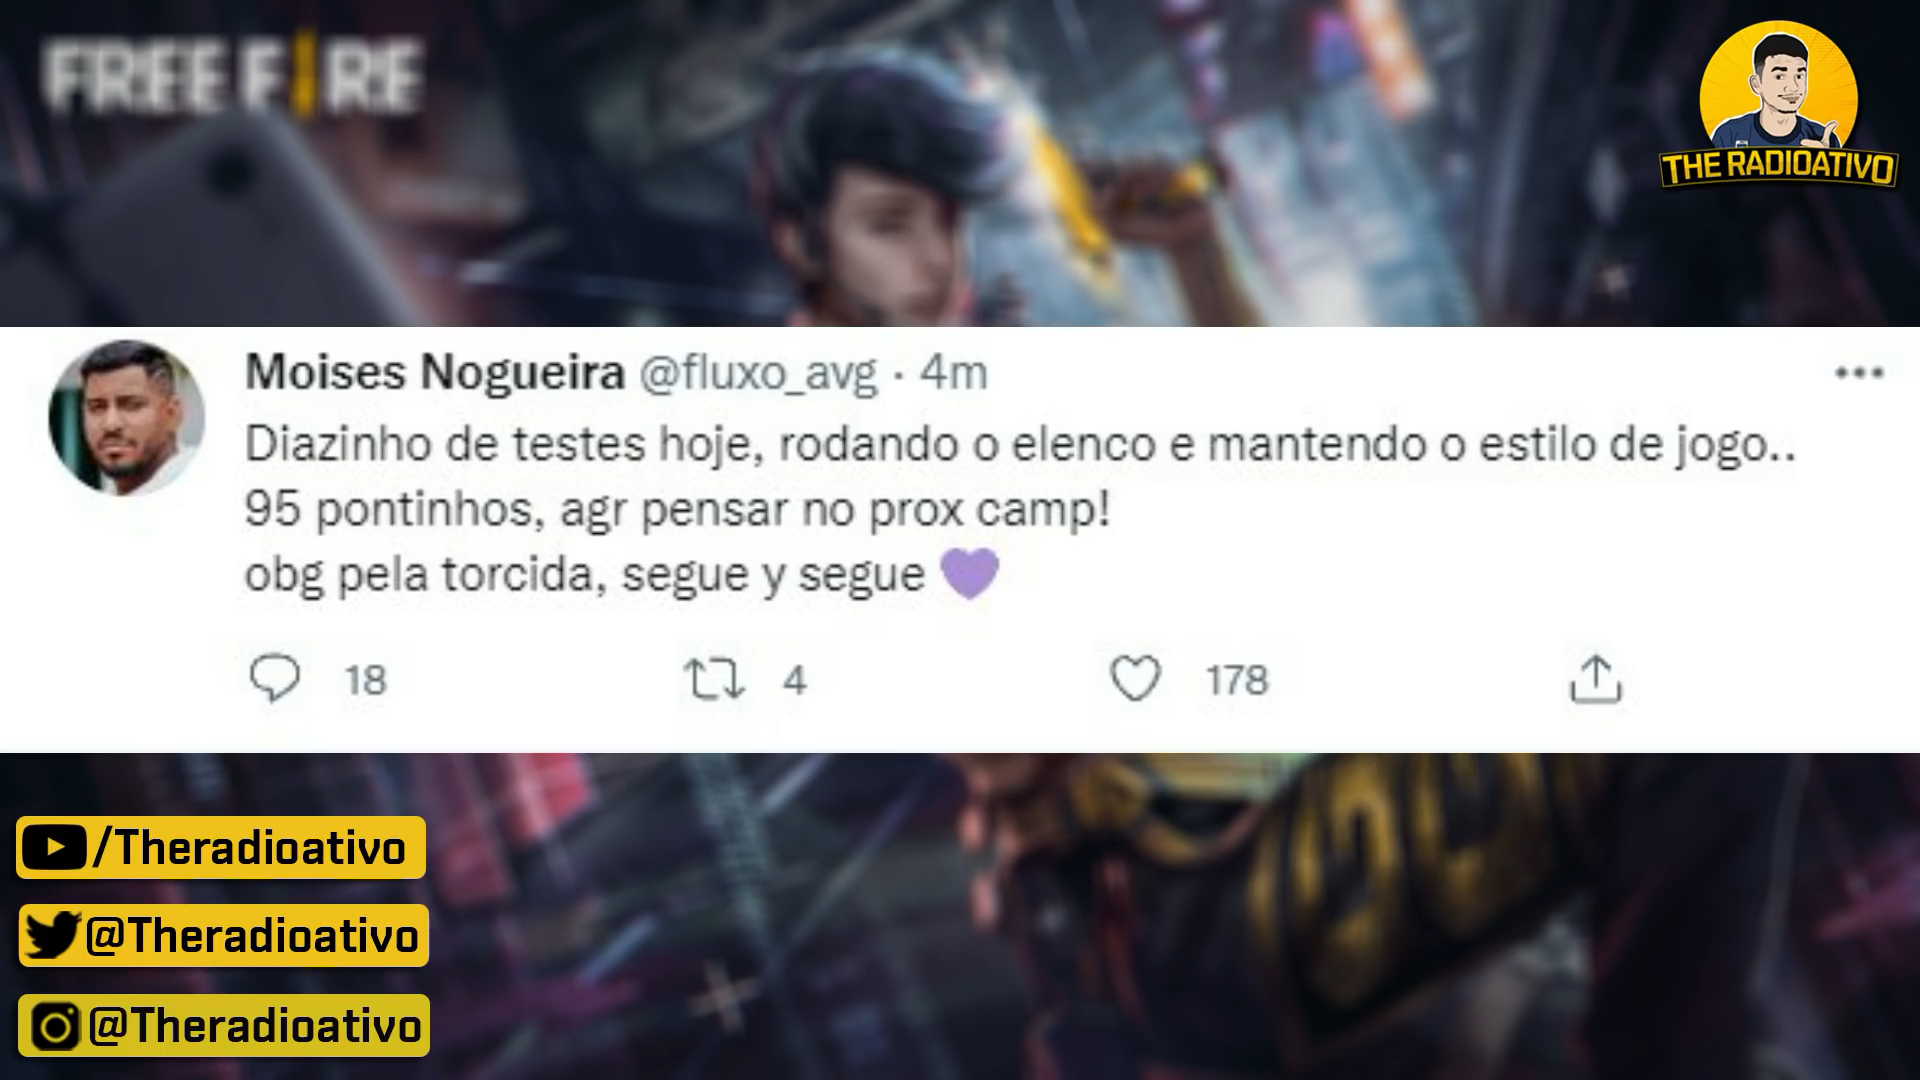 FREE FIRE
THE RADIOATIVO
Moises Nogueira @fluxo_avg · 4m
Diazinho de testes hoje, rodando o elenco e mantendo o estilo de jogo..
95 pontinhos, agr pensar no prox camp!
obg pela torcida, segue y segue 💜
18 4 178
/Theradioativo
@Theradioativo
@Theradioativo